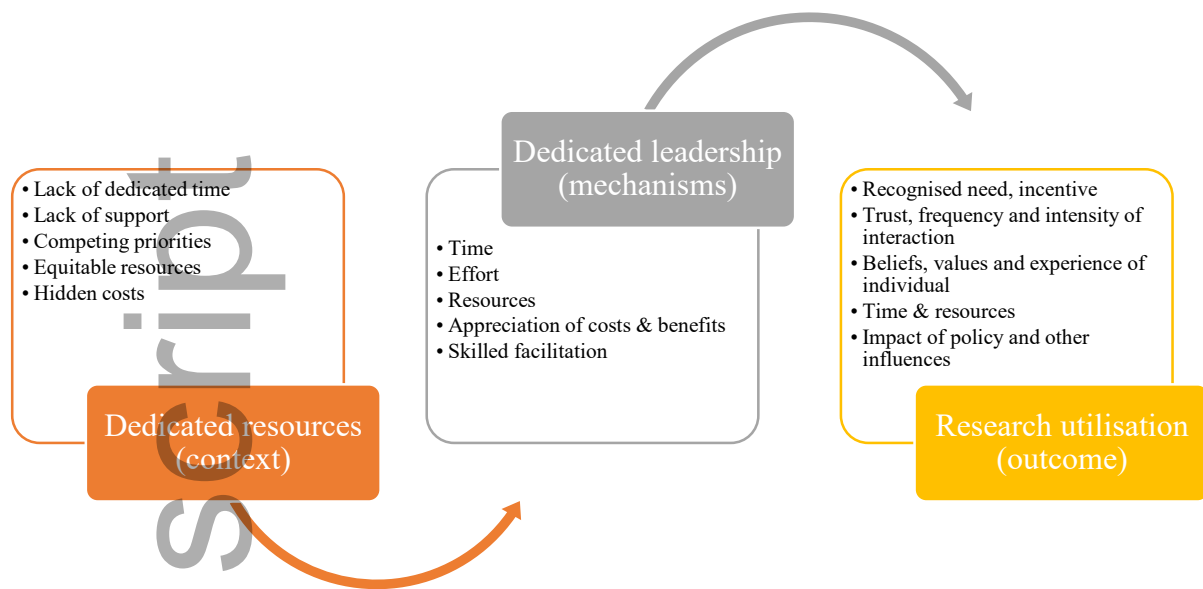 • Lack of dedicated time
• Lack of support
• Competing priorities
• Equitable resources
• Hidden costs
Dedicated resources
(context)
Dedicated leadership
(mechanisms)
• Time
• Effort
• Resources
• Appreciation of costs & benefits
• Skilled facilitation
• Recognised need, incentive
• Trust, frequency and intensity of
interaction
• Beliefs, values and experience of
individual
• Time & resources
• Impact of policy and other
influences
Research utilisation
(outcome)
script